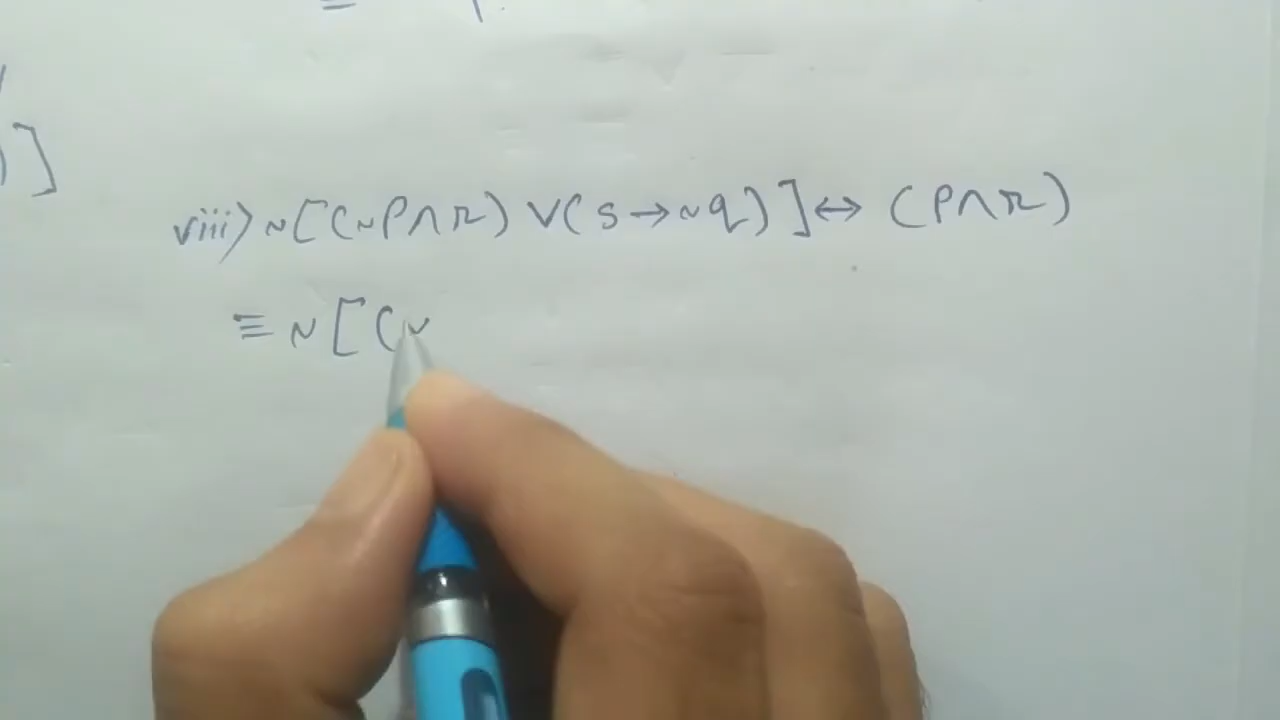 ]
viii) ~[(~p∧r) ∨(s→~q)]↔ (p∧r)
≡ ~[(~